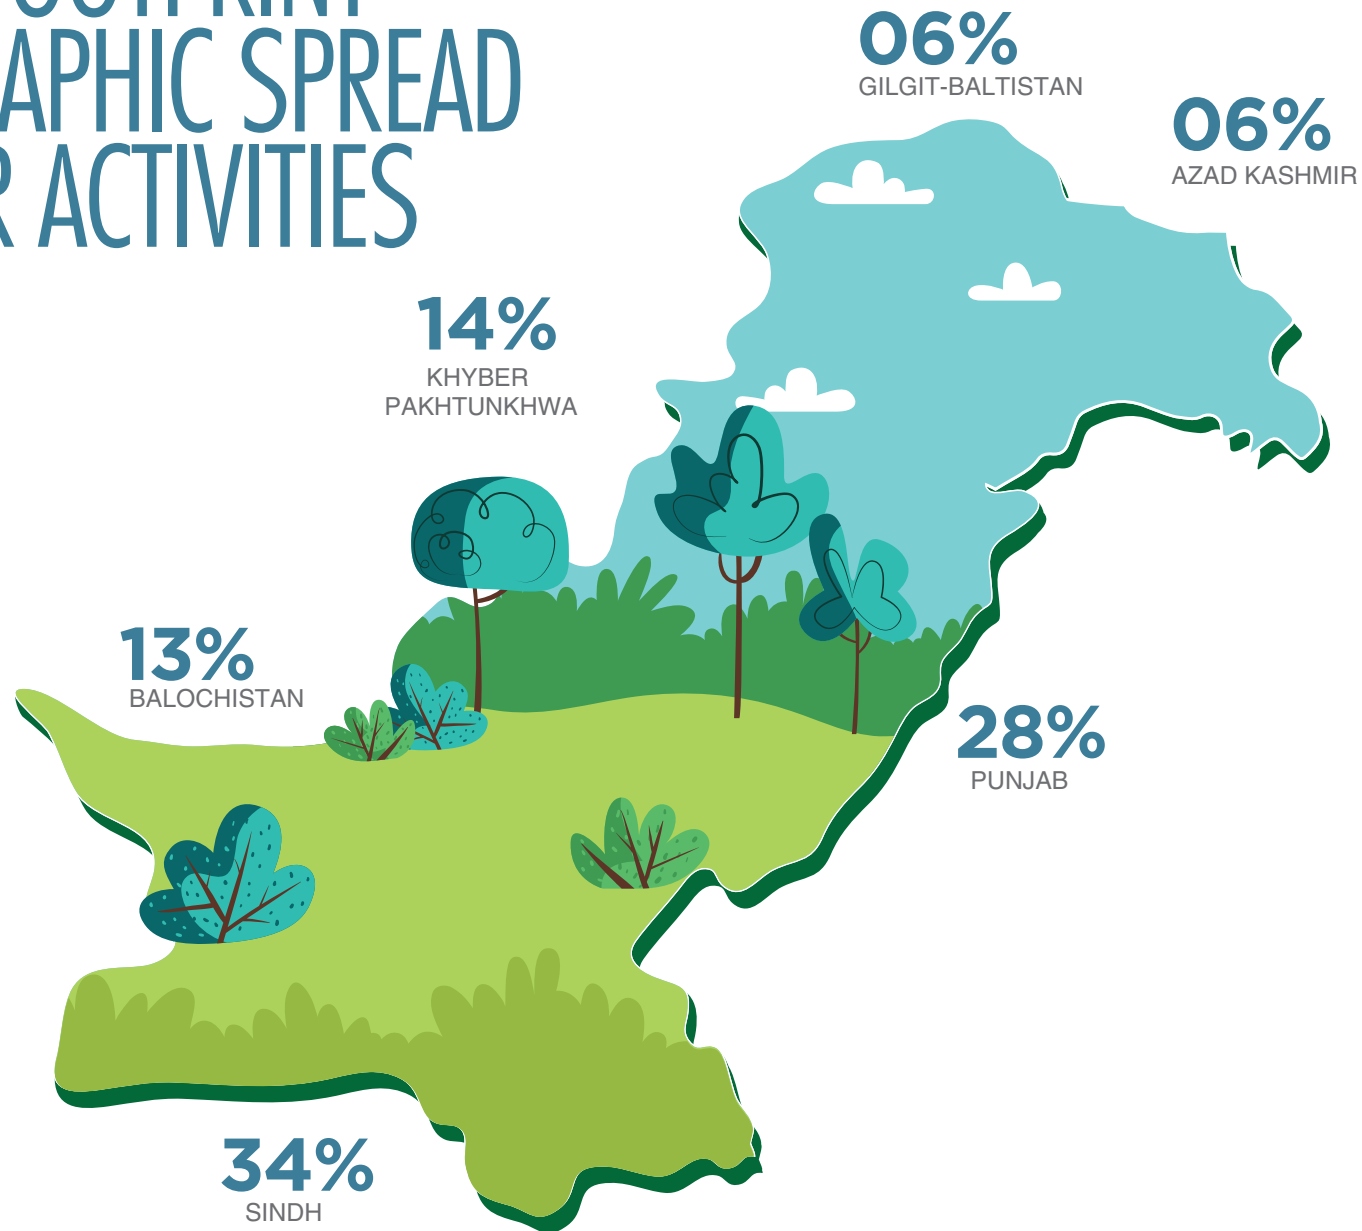 APHIC SPREAD
R ACTIVITIES
06%
GILGIT-BALTISTAN
06%
AZAD KASHMIR
14%
KHYBER
PAKHTUNKHWA
13%
BALOCHISTAN
28%
PUNJAB
34%
SINDH